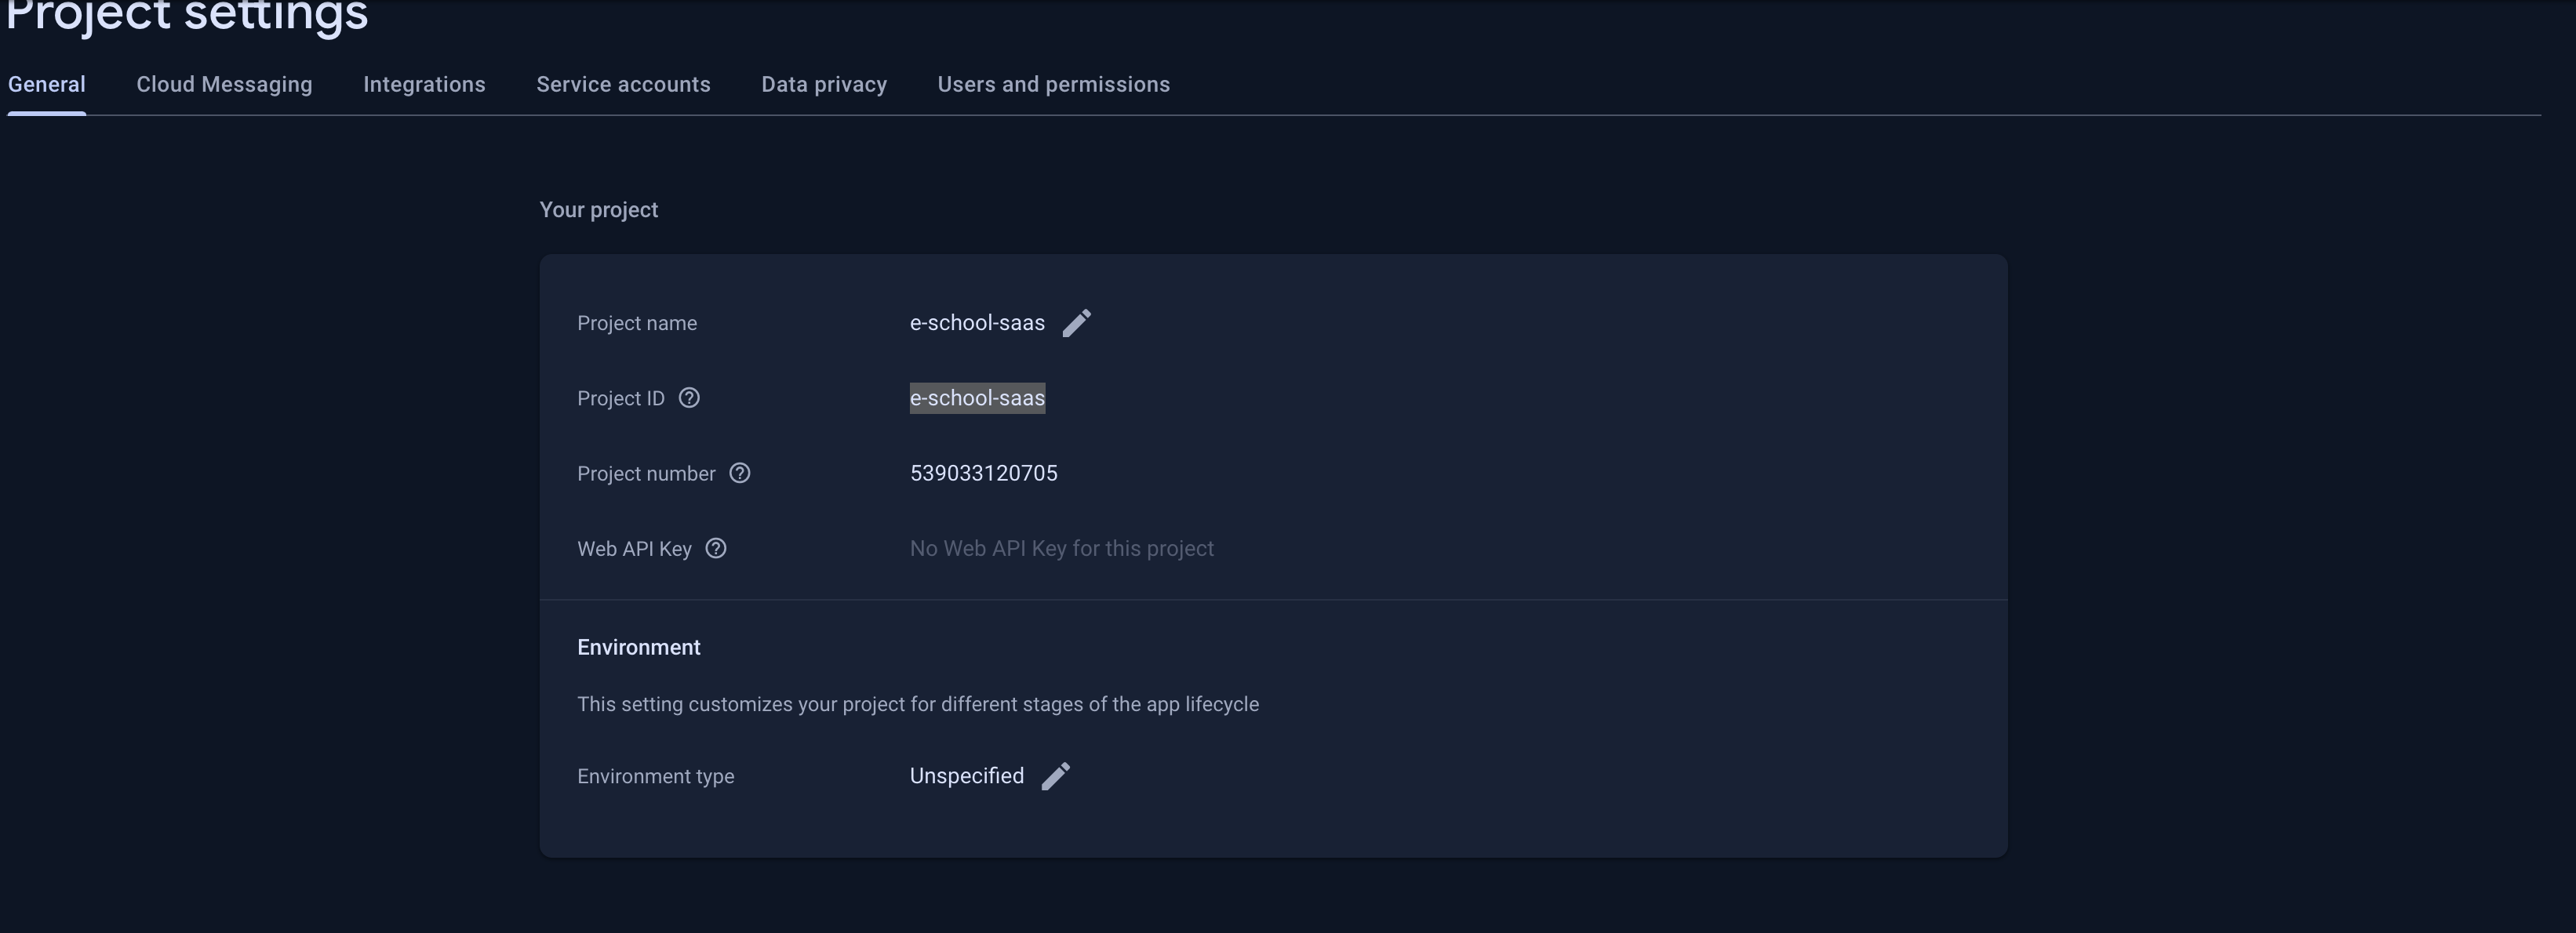 Project settings
General Cloud Messaging Integrations Service accounts Data privacy Users and permissions
Your project
Project name e-school-saas
Project ID e-school-saas
Project number 539033120705
Web API Key No Web API Key for this project
Environment
This setting customizes your project for different stages of the app lifecycle
Environment type Unspecified